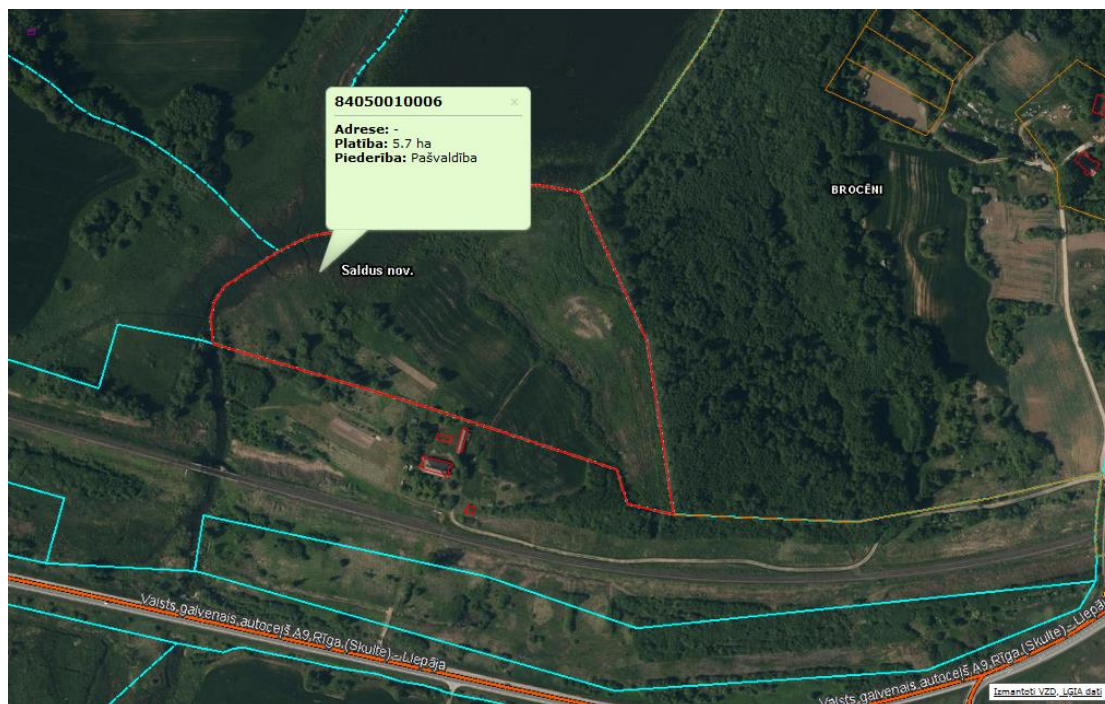 84050010006
Adrese: -
Platība: 5.7 ha
Piederība: Pašvaldība
BROCĒNI
Saldus nov.
Valsts galvenais autoceļš A9 Rīga (Skulte) - Liepāja
Valsts galvenais autoceļš A9 Rīga (Skulte) - Liepāja
Izmantoti VZD, LĢIA dati